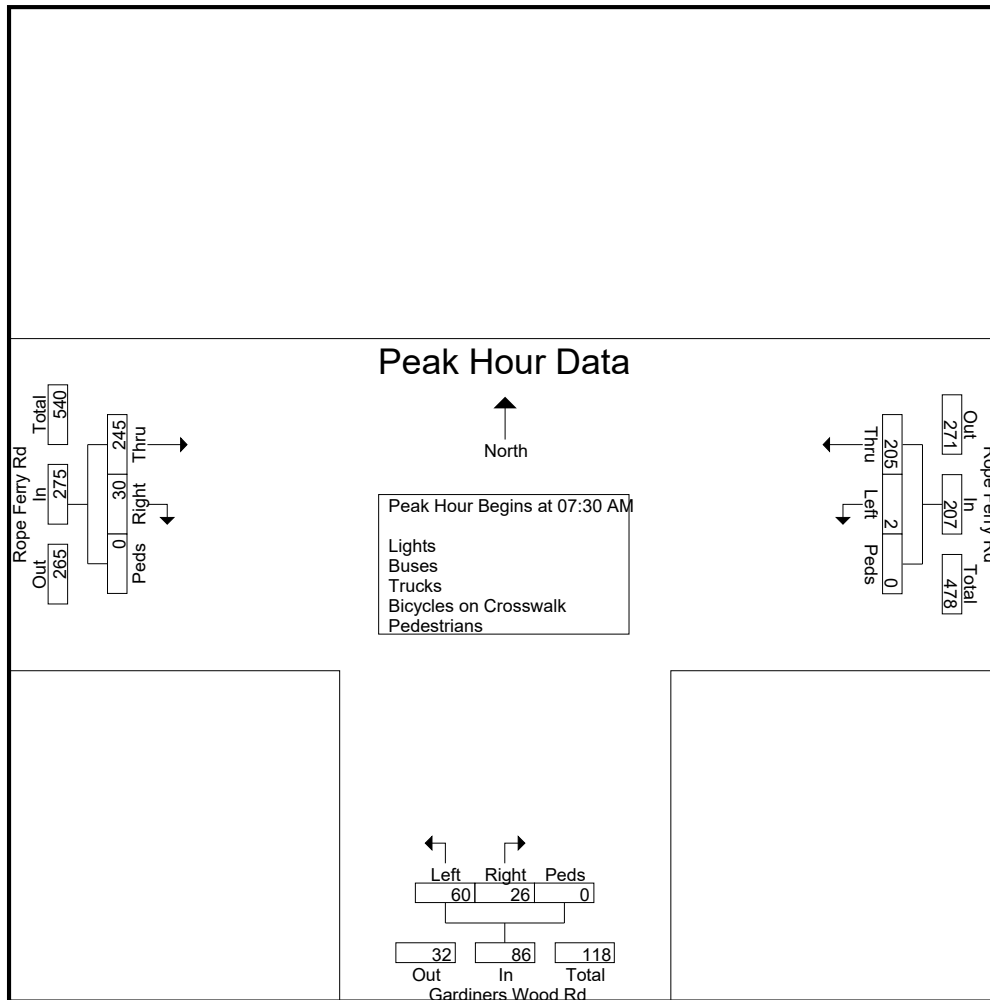 Peak Hour Data
North
Peak Hour Begins at 07:30 AM
Lights
Buses
Trucks
Bicycles on Crosswalk
Pedestrians
Rope Ferry Rd
Out In Total
265 275 540
Peds Right Thru
0 30 245
Rope Ferry Rd
Out In Total
271 207 478
Thru Left Peds
205 2 0
Left Right Peds
60 26 0
32 86 118
Out In Total
Gardiners Wood Rd